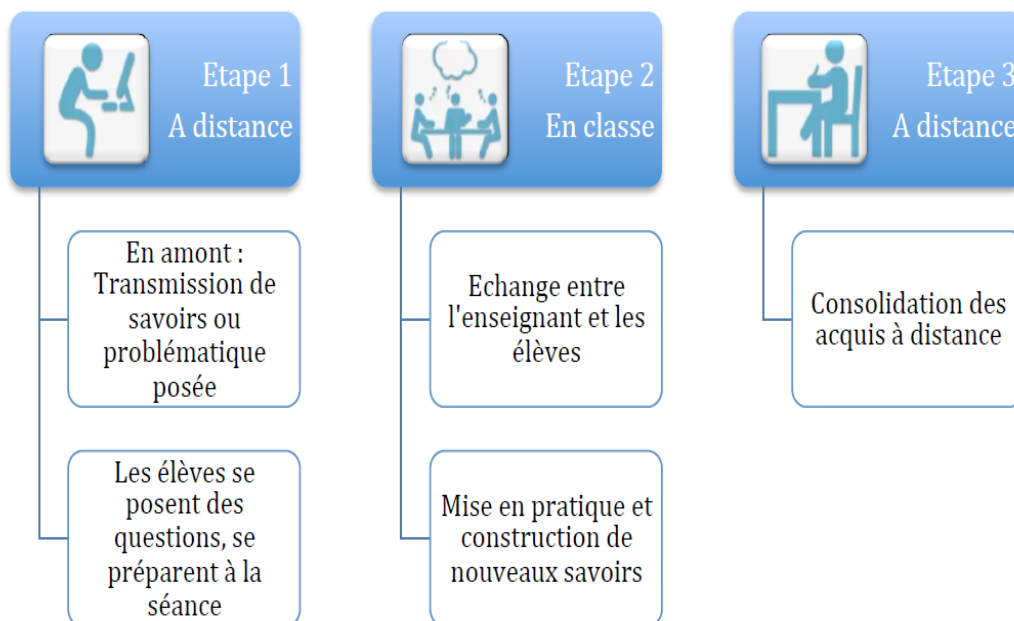 Etape 1
A distance
En amont :
Transmission de
savoirs ou
problématique
posée
Les élèves se
posent des
questions, se
préparent à la
séance
Etape 2
En classe
Echange entre
l'enseignant et les
élèves
Mise en pratique et
construction de
nouveaux savoirs
Etape 3
A distance
Consolidation des
acquis à distance